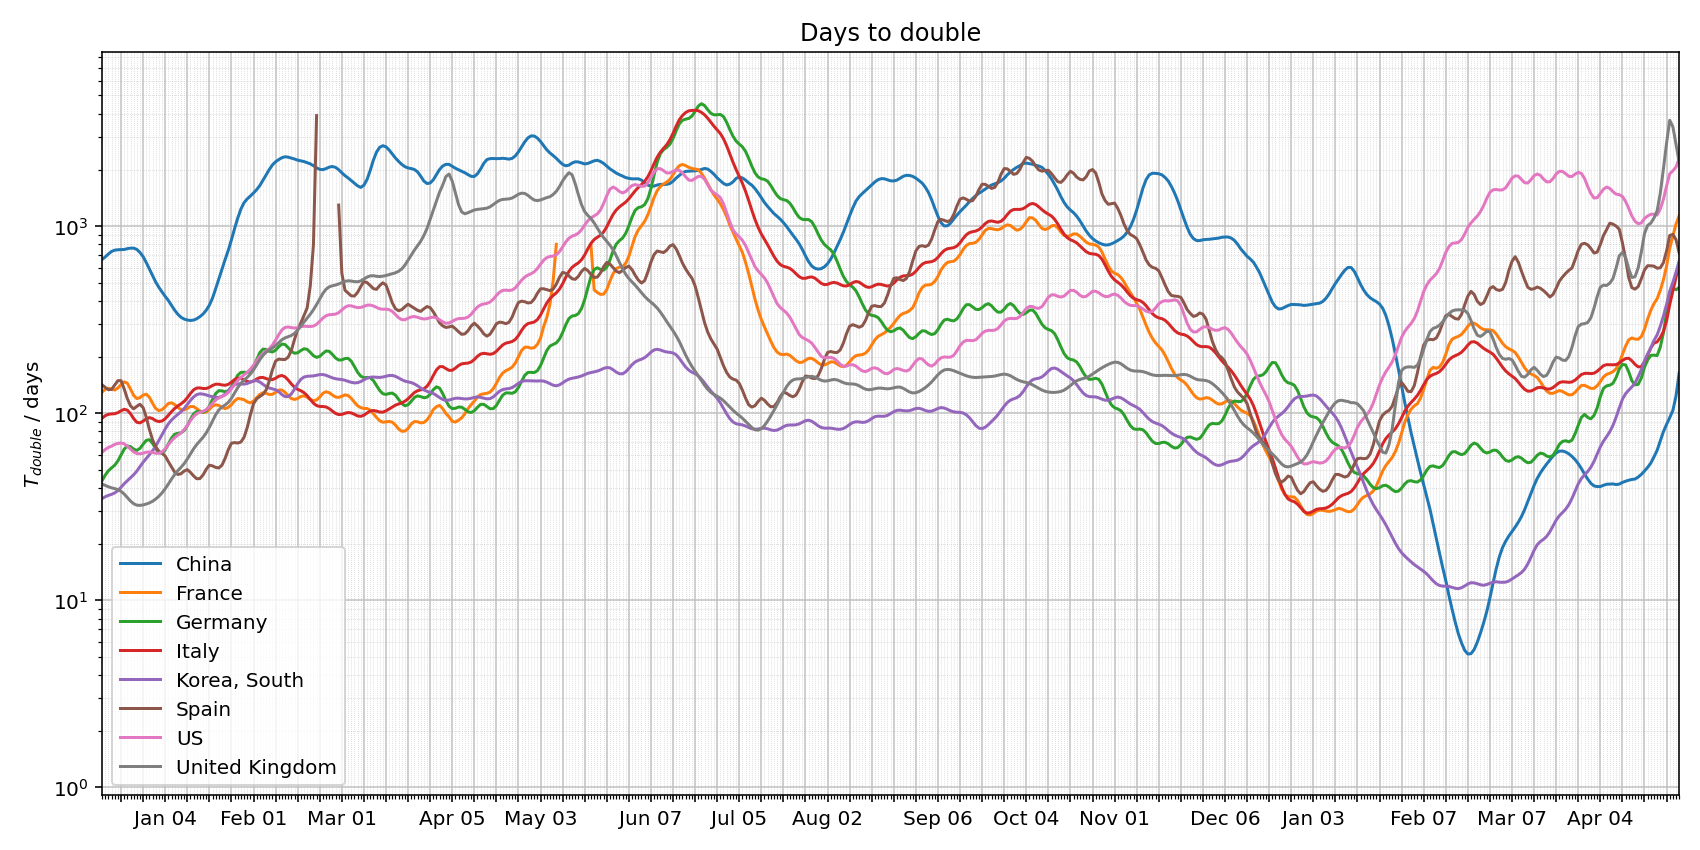 Days to double
T_double / days
10³
10²
10¹
10⁰
China
France
Germany
Italy
Korea, South
Spain
US
United Kingdom
Jan 04 Feb 01 Mar 01 Apr 05 May 03 Jun 07 Jul 05 Aug 02 Sep 06 Oct 04 Nov 01 Dec 06 Jan 03 Feb 07 Mar 07 Apr 04